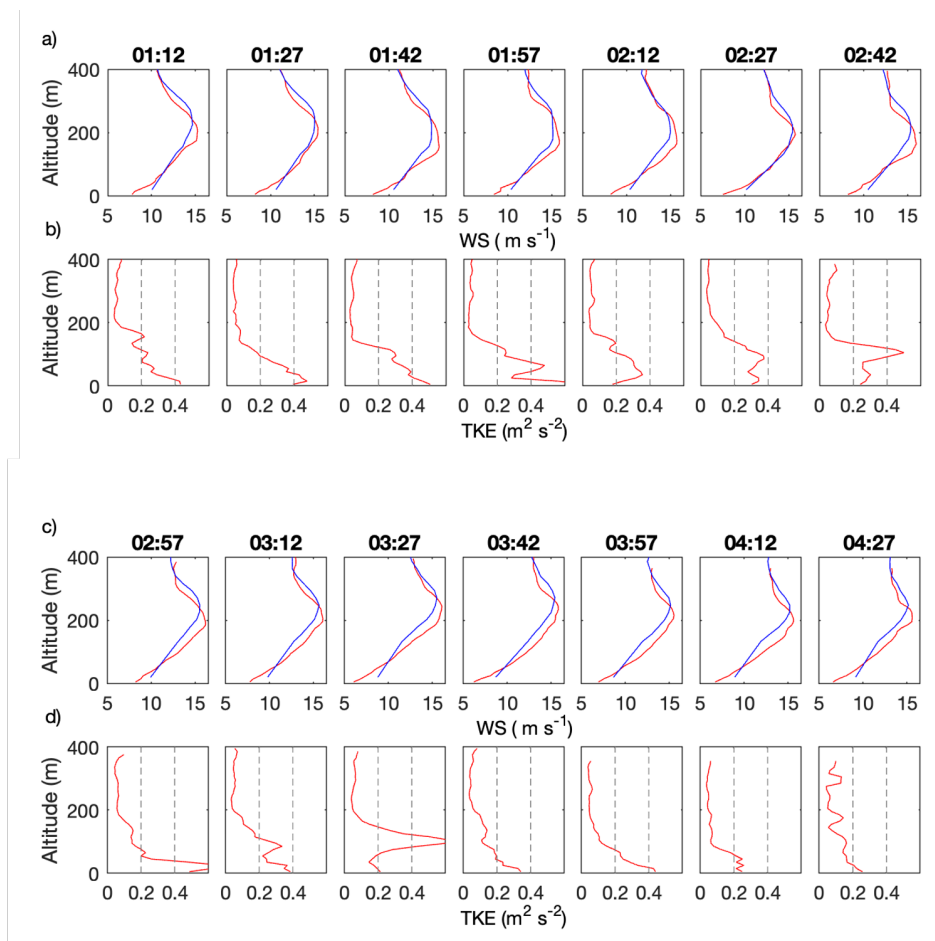 a)
01:12 01:27 01:42 01:57 02:12 02:27 02:42
400
200
0
Altitude (m)
5 10 15 5 10 15 5 10 15 5 10 15 5 10 15 5 10 15 5 10 15
WS ( m s⁻¹)
b)
400
200
0
Altitude (m)
0 0.2 0.4 0 0.2 0.4 0 0.2 0.4 0 0.2 0.4 0 0.2 0.4 0 0.2 0.4 0 0.2 0.4
TKE (m² s⁻²)
c)
02:57 03:12 03:27 03:42 03:57 04:12 04:27
400
200
0
Altitude (m)
5 10 15 5 10 15 5 10 15 5 10 15 5 10 15 5 10 15 5 10 15
WS ( m s⁻¹)
d)
400
200
0
Altitude (m)
0 0.2 0.4 0 0.2 0.4 0 0.2 0.4 0 0.2 0.4 0 0.2 0.4 0 0.2 0.4 0 0.2 0.4
TKE (m² s⁻²)